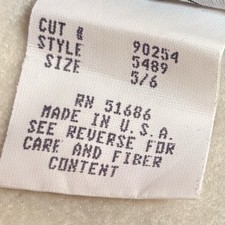 CUT # 90254
STYLE 5489
SIZE 5/6
RN 51686
MADE IN U.S.A.
SEE REVERSE FOR
CARE AND FIBER
CONTENT